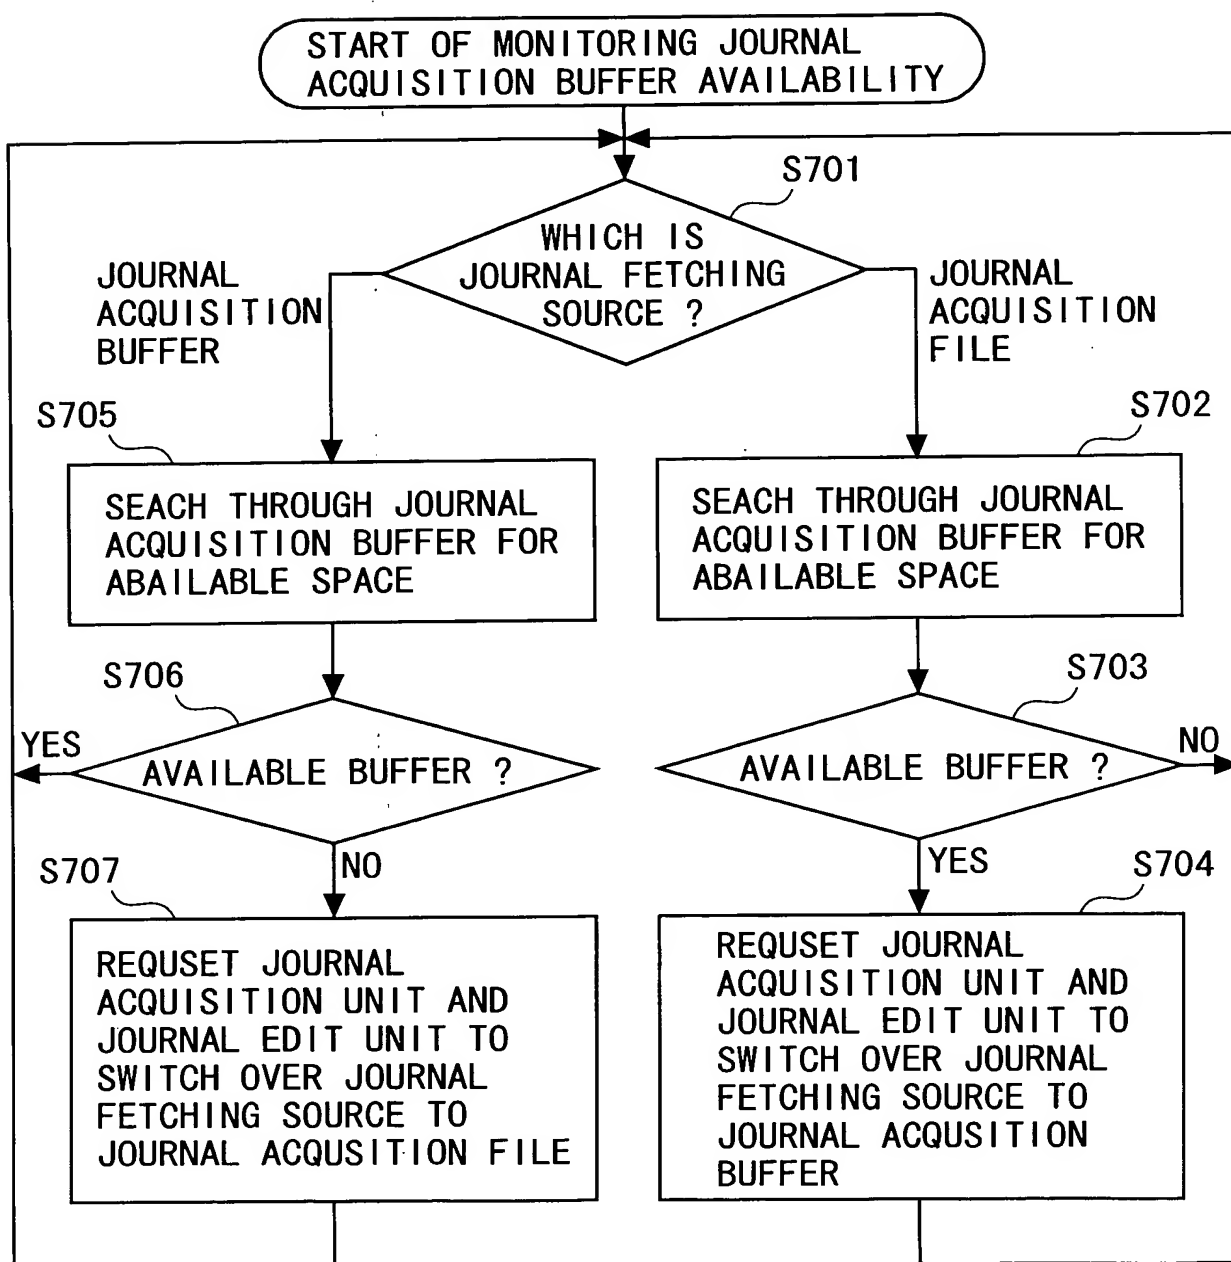 START OF MONITORING JOURNAL
ACQUISITION BUFFER AVAILABILITY
S701
WHICH IS
JOURNAL FETCHING
SOURCE ?
JOURNAL
ACQUISITION
BUFFER
JOURNAL
ACQUISITION
FILE
S705
SEACH THROUGH JOURNAL
ACQUISITION BUFFER FOR
ABAILABLE SPACE
S702
SEACH THROUGH JOURNAL
ACQUISITION BUFFER FOR
ABAILABLE SPACE
S706
YES
AVAILABLE BUFFER ?
NO
S703
NO
AVAILABLE BUFFER ?
YES
S707
REQUSET JOURNAL
ACQUISITION UNIT AND
JOURNAL EDIT UNIT TO
SWITCH OVER JOURNAL
FETCHING SOURCE TO
JOURNAL ACQUSITION FILE
S704
REQUSET JOURNAL
ACQUISITION UNIT AND
JOURNAL EDIT UNIT TO
SWITCH OVER JOURNAL
FETCHING SOURCE TO
JOURNAL ACQUSITION
BUFFER